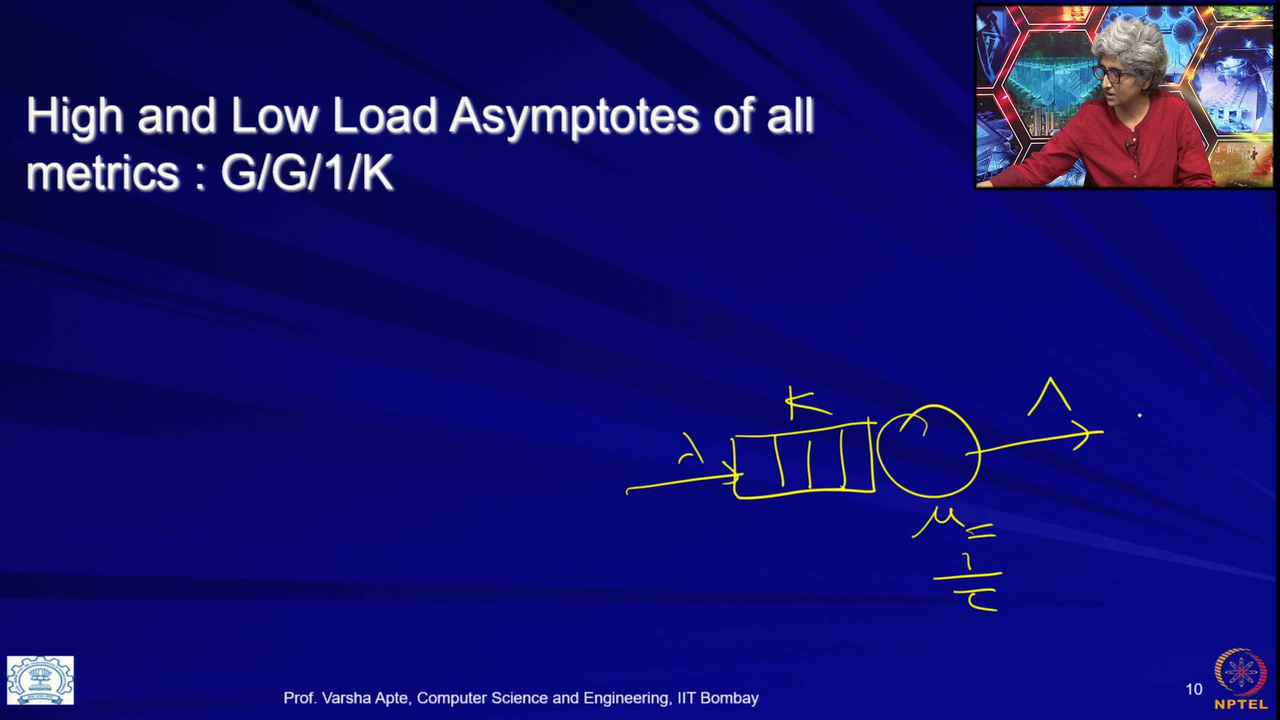 High and Low Load Asymptotes of all
metrics : G/G/1/K
K
λ
Λ
μ =
1
τ
Prof. Varsha Apte, Computer Science and Engineering, IIT Bombay
10
NPTEL